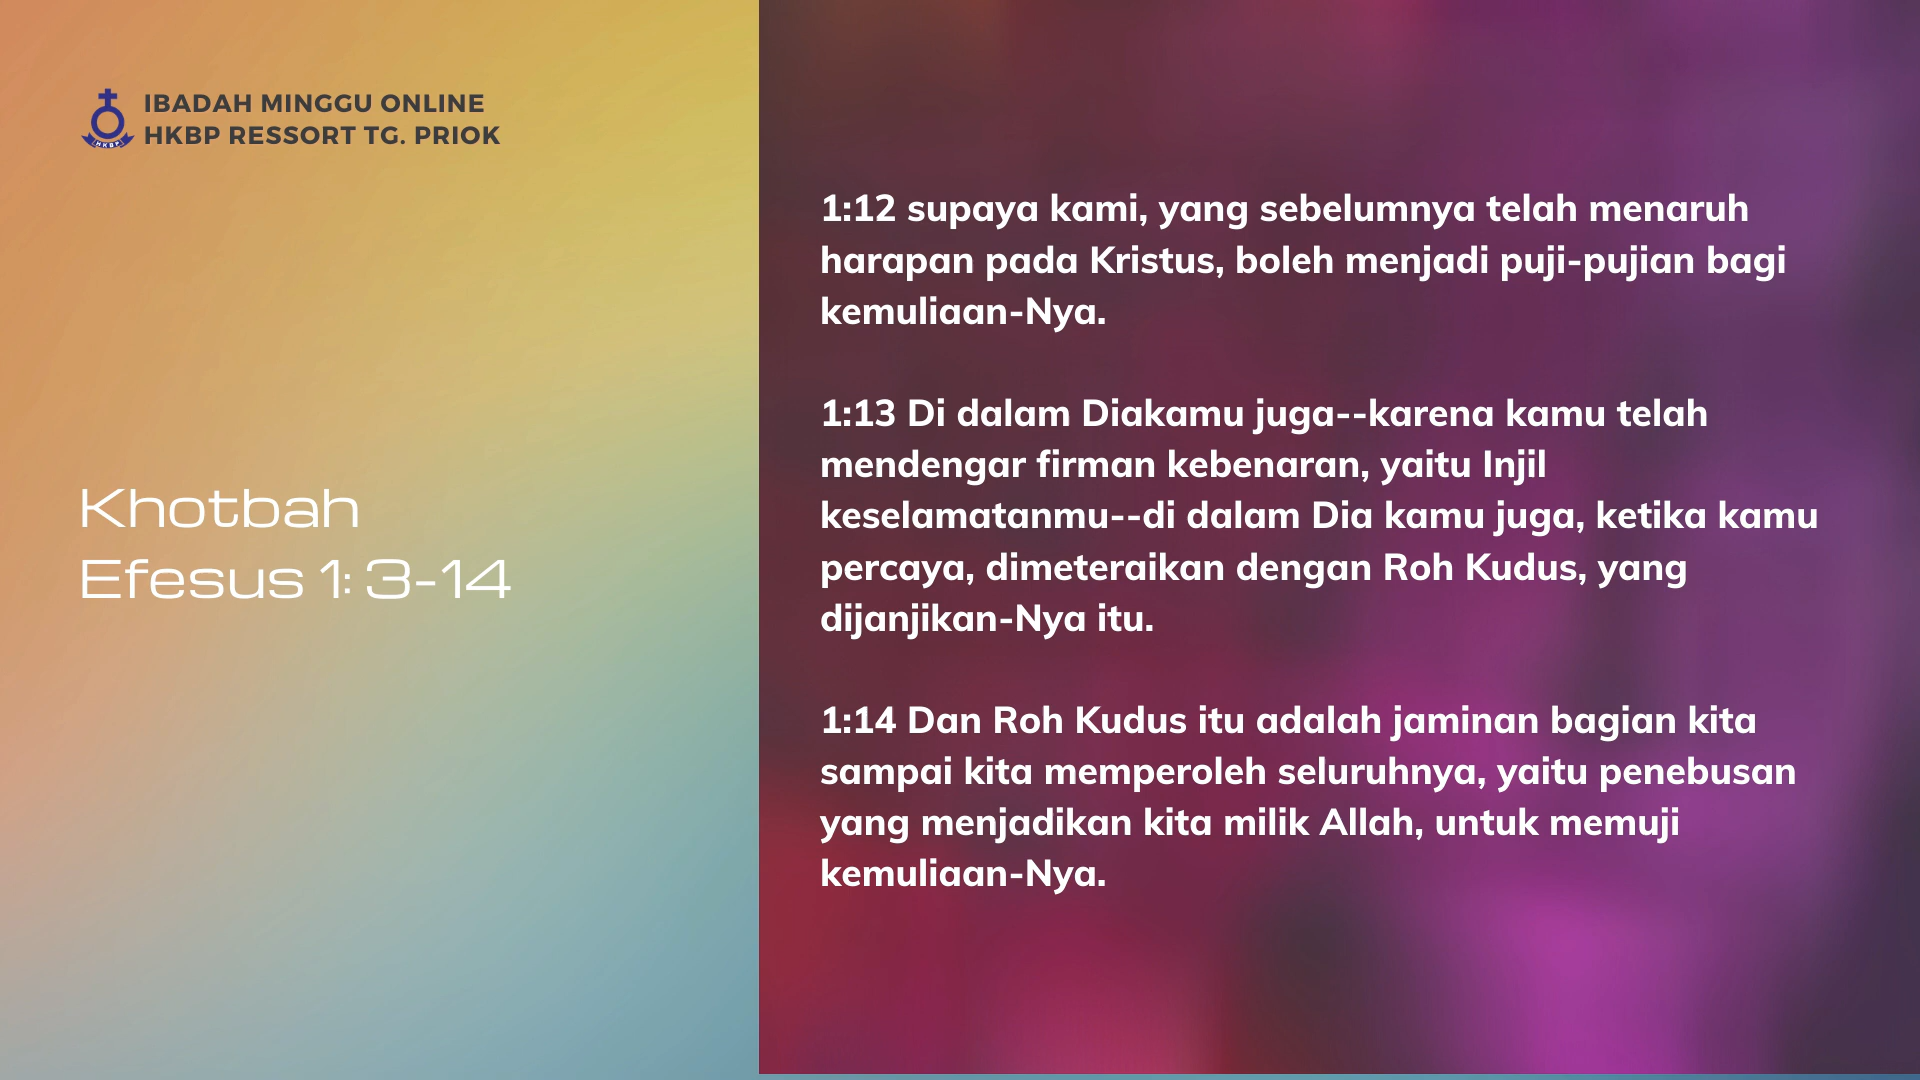 IBADAH MINGGU ONLINE
HKBP RESSORT TG. PRIOK
HKBP
Khotbah
Efesus 1: 3-14
1:12 supaya kami, yang sebelumnya telah menaruh
harapan pada Kristus, boleh menjadi puji-pujian bagi
kemuliaan-Nya.
1:13 Di dalam Diakamu juga--karena kamu telah
mendengar firman kebenaran, yaitu Injil
keselamatanmu--di dalam Dia kamu juga, ketika kamu
percaya, dimeteraikan dengan Roh Kudus, yang
dijanjikan-Nya itu.
1:14 Dan Roh Kudus itu adalah jaminan bagian kita
sampai kita memperoleh seluruhnya, yaitu penebusan
yang menjadikan kita milik Allah, untuk memuji
kemuliaan-Nya.